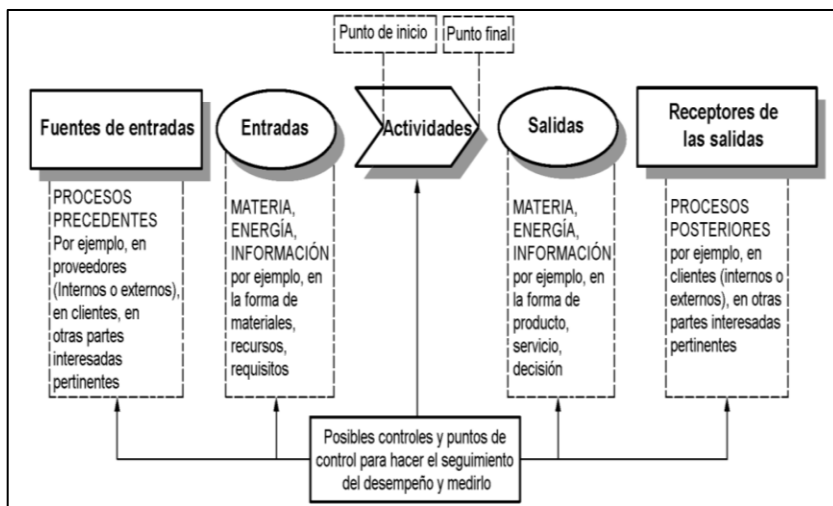 Punto de inicio
Punto final
Fuentes de entradas
Entradas
Actividades
Salidas
Receptores de
las salidas
PROCESOS
PRECEDENTES
Por ejemplo, en
proveedores
(Internos o externos),
en clientes, en
otras partes
interesadas
pertinentes
MATERIA,
ENERGÍA,
INFORMACIÓN
por ejemplo, en
la forma de
materiales,
recursos,
requisitos
MATERIA,
ENERGÍA,
INFORMACIÓN
por ejemplo, en
la forma de
producto,
servicio,
decisión
PROCESOS
POSTERIORES
por ejemplo, en
clientes (internos o
externos), en otras
partes interesadas
pertinentes
Posibles controles y puntos de
control para hacer el seguimiento
del desempeño y medirlo